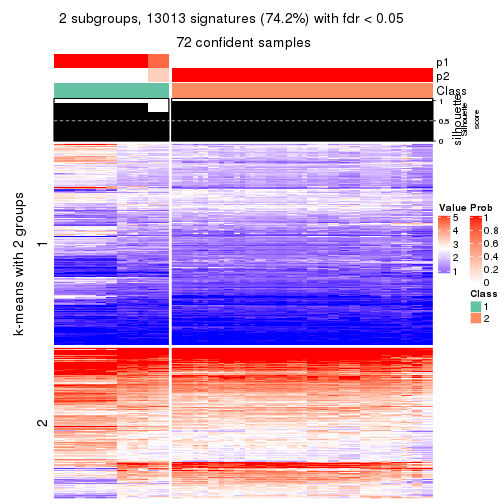 2 subgroups, 13013 signatures (74.2%) with fdr < 0.05
72 confident samples
p1
p2
Class
silhouette
Silhouette
score
1
0.5
0
k-means with 2 groups
1
2
Value
5
4
3
2
1
Prob
1
0.8
0.6
0.4
0.2
0
Class
1
2